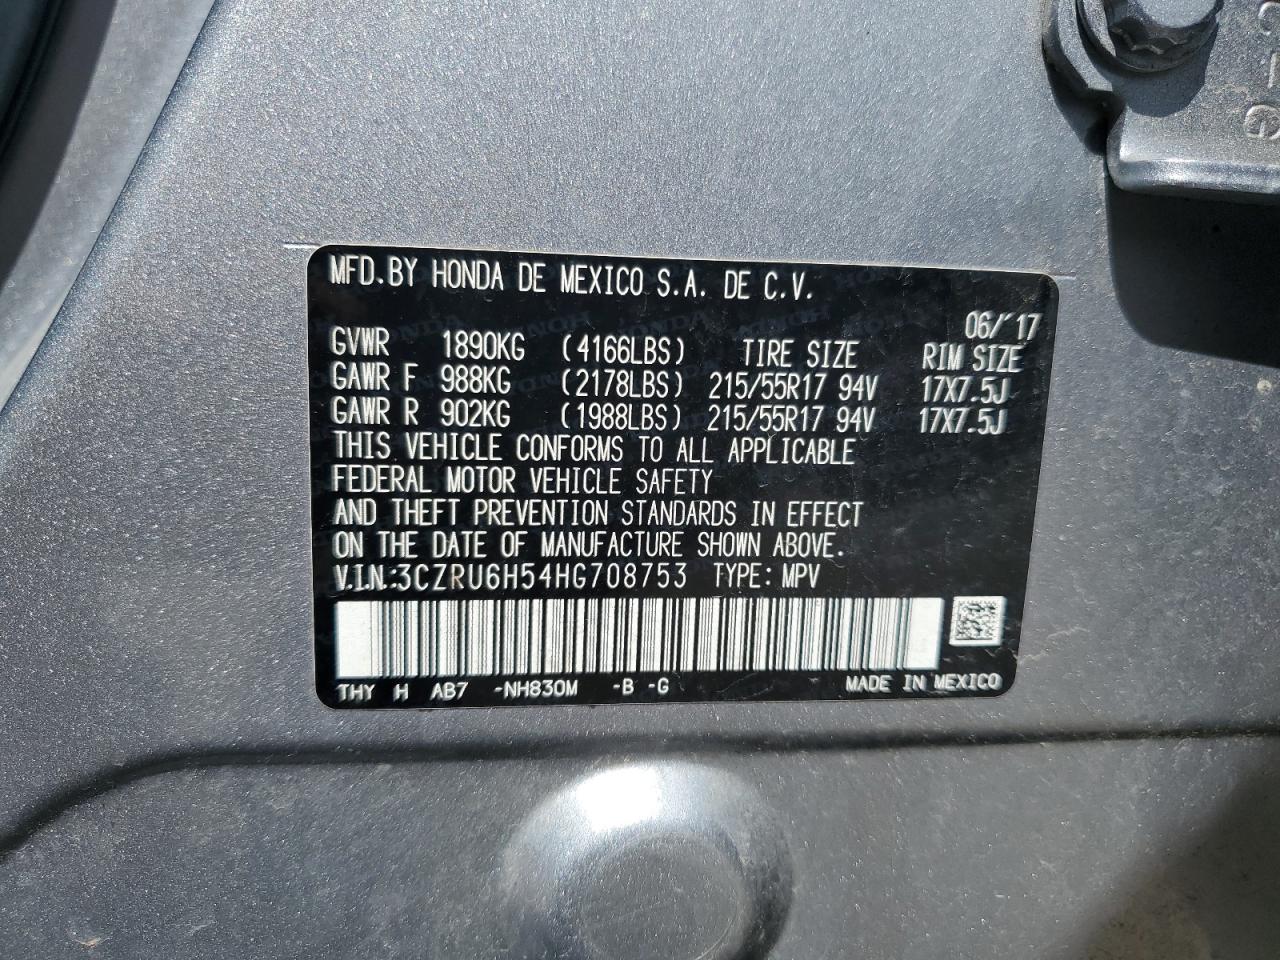 MFD.BY HONDA DE MEXICO S.A. DE C.V.
06/'17
GVWR 1890KG (4166LBS) TIRE SIZE RIM SIZE
GAWR F 988KG (2178LBS) 215/55R17 94V 17X7.5J
GAWR R 902KG (1988LBS) 215/55R17 94V 17X7.5J
THIS VEHICLE CONFORMS TO ALL APPLICABLE
FEDERAL MOTOR VEHICLE SAFETY
AND THEFT PREVENTION STANDARDS IN EFFECT
ON THE DATE OF MANUFACTURE SHOWN ABOVE.
V.I.N.:3CZRU6H54HG708753 TYPE: MPV
THY H AB7 -NH830M -B -G MADE IN MEXICO